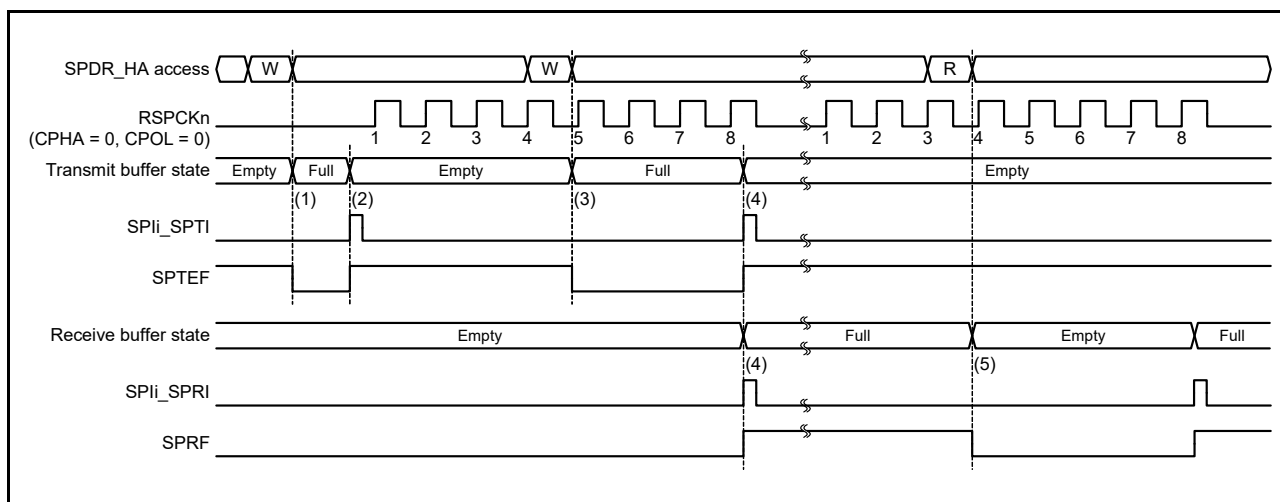 SPDR_HA access W W R
RSPCKn
(CPHA = 0, CPOL = 0) 1 2 3 4 5 6 7 8 1 2 3 4 5 6 7 8
Transmit buffer state Empty Full Empty Full Empty
(1) (2) (3) (4)
SPIi_SPTI
SPTEF
Receive buffer state Empty Full Empty Full
(4) (5)
SPIi_SPRI
SPRF